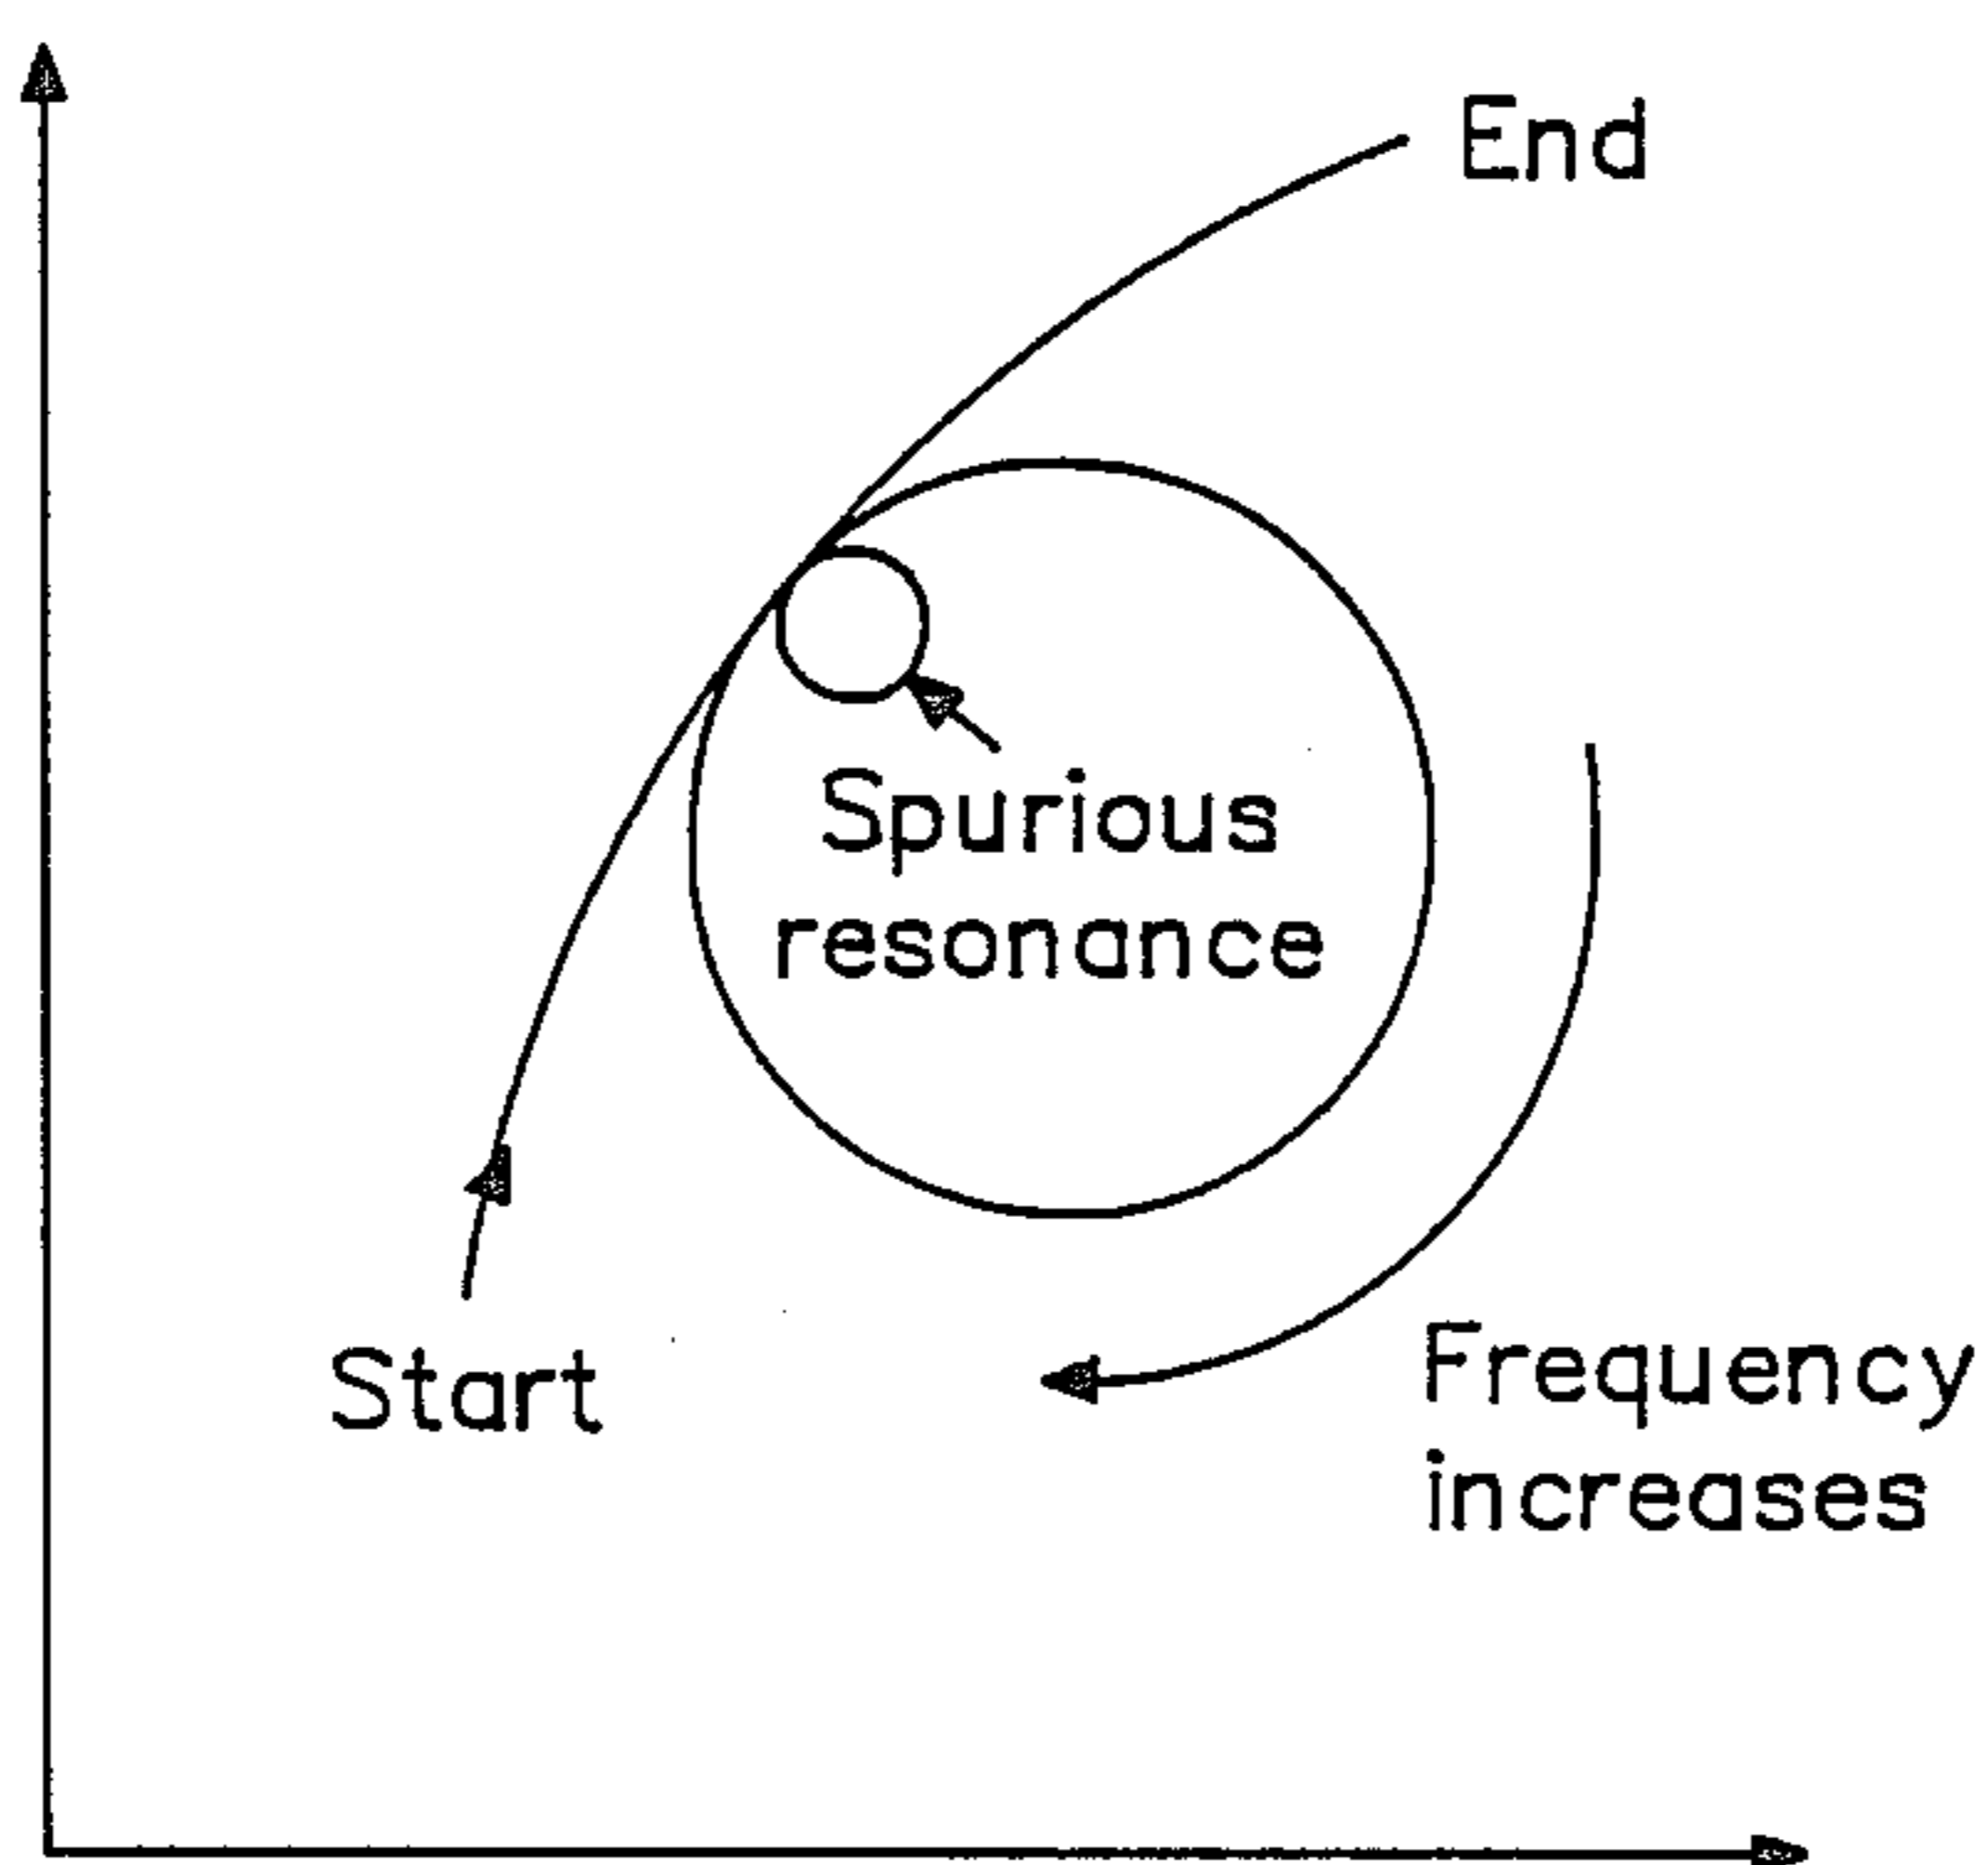 End
Spurious
resonance
Start
Frequency
increases